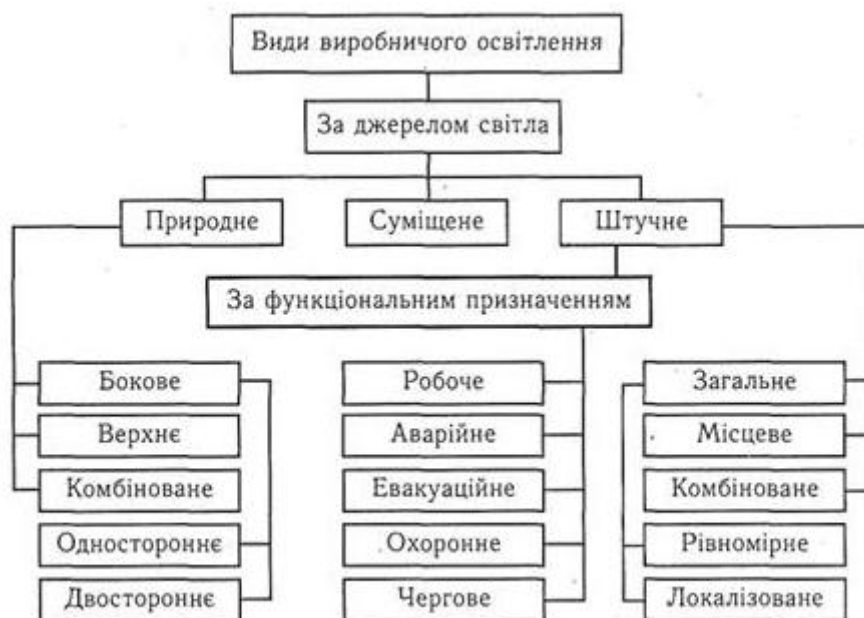 Види виробничого освітлення
За джерелом світла
Природне
Суміщене
Штучне
За функціональним призначенням
Бокове
Робоче
Загальне
Верхнє
Аварійне
Місцеве
Комбіноване
Евакуаційне
Комбіноване
Одностороннє
Охоронне
Рівномірне
Двостороннє
Чергове
Локалізоване